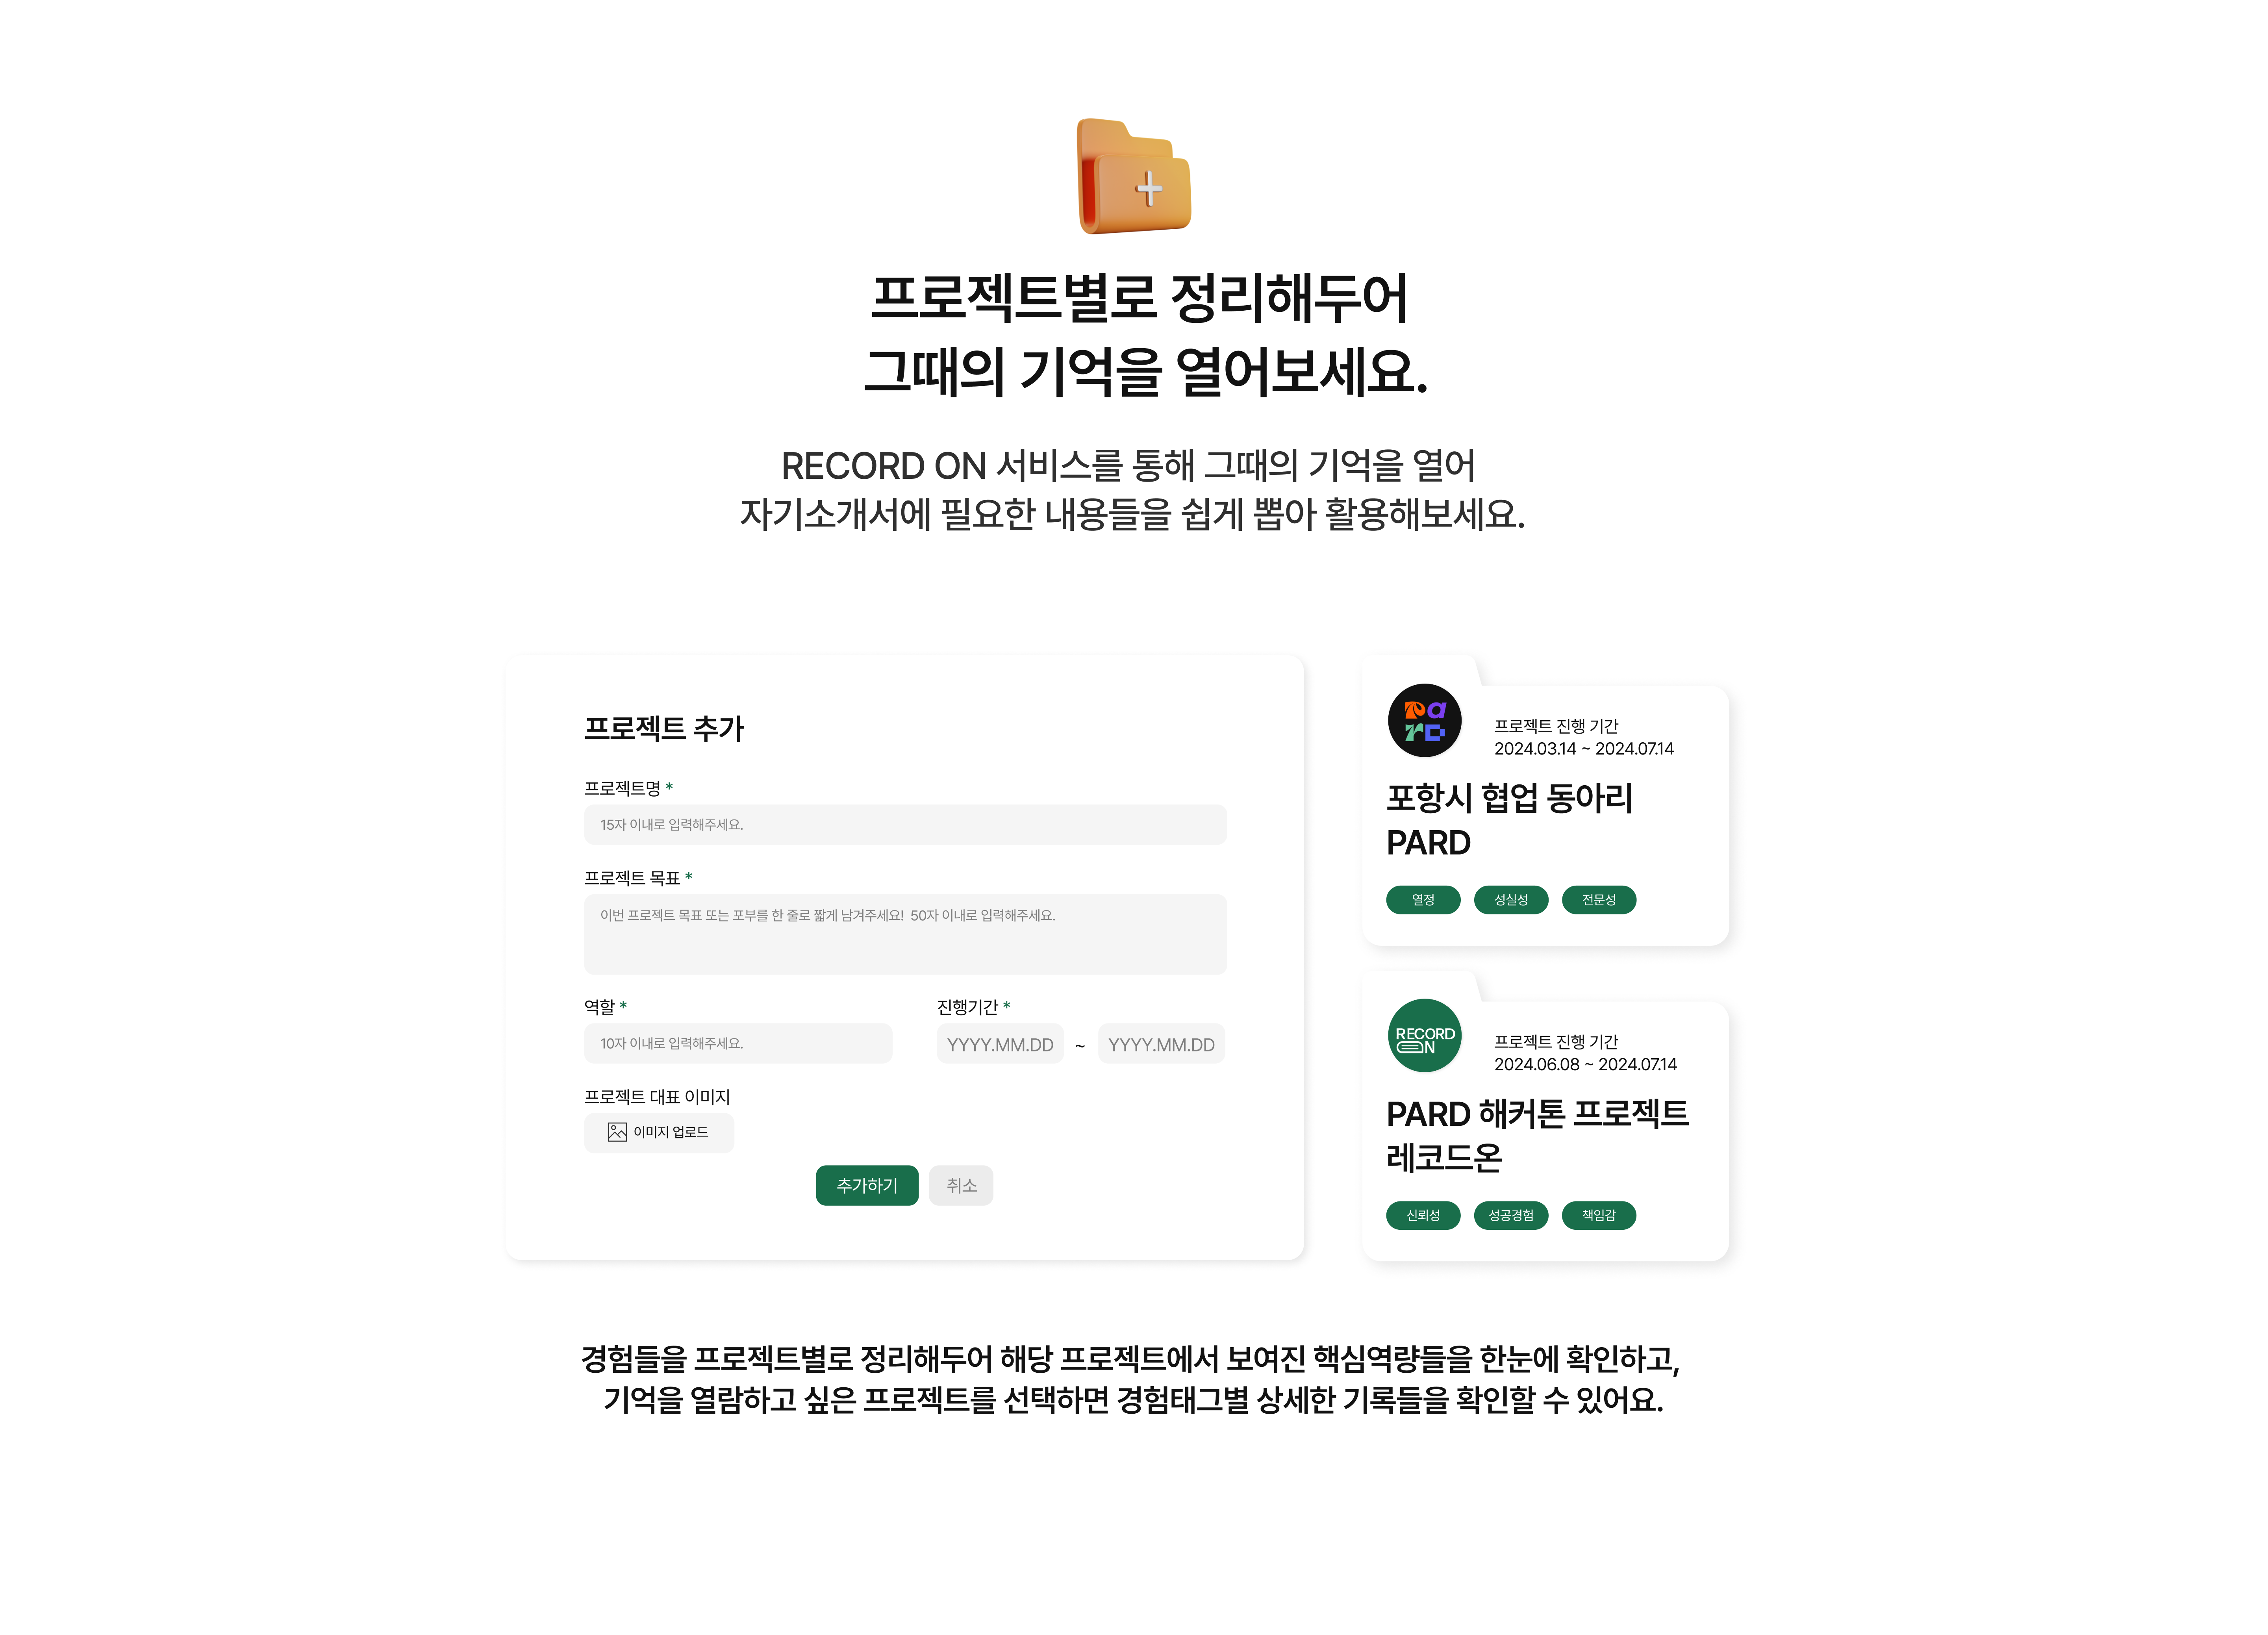 프로젝트별로 정리해두어
그때의 기억을 열어보세요.
RECORD ON 서비스를 통해 그때의 기억을 열어
자기소개서에 필요한 내용들을 쉽게 뽑아 활용해보세요.
프로젝트 추가
프로젝트명 *
15자 이내로 입력해주세요.
프로젝트 목표 *
이번 프로젝트 목표 또는 포부를 한 줄로 짧게 남겨주세요! 50자 이내로 입력해주세요.
역할 *
10자 이내로 입력해주세요.
진행기간 *
YYYY.MM.DD ~ YYYY.MM.DD
프로젝트 대표 이미지
이미지 업로드
추가하기 취소
pard
프로젝트 진행 기간
2024.03.14 ~ 2024.07.14
포항시 협업 동아리
PARD
열정 성실성 전문성
RECORD
ON
프로젝트 진행 기간
2024.06.08 ~ 2024.07.14
PARD 해커톤 프로젝트
레코드온
신뢰성 성공경험 책임감
경험들을 프로젝트별로 정리해두어 해당 프로젝트에서 보여진 핵심역량들을 한눈에 확인하고,
기억을 열람하고 싶은 프로젝트를 선택하면 경험태그별 상세한 기록들을 확인할 수 있어요.